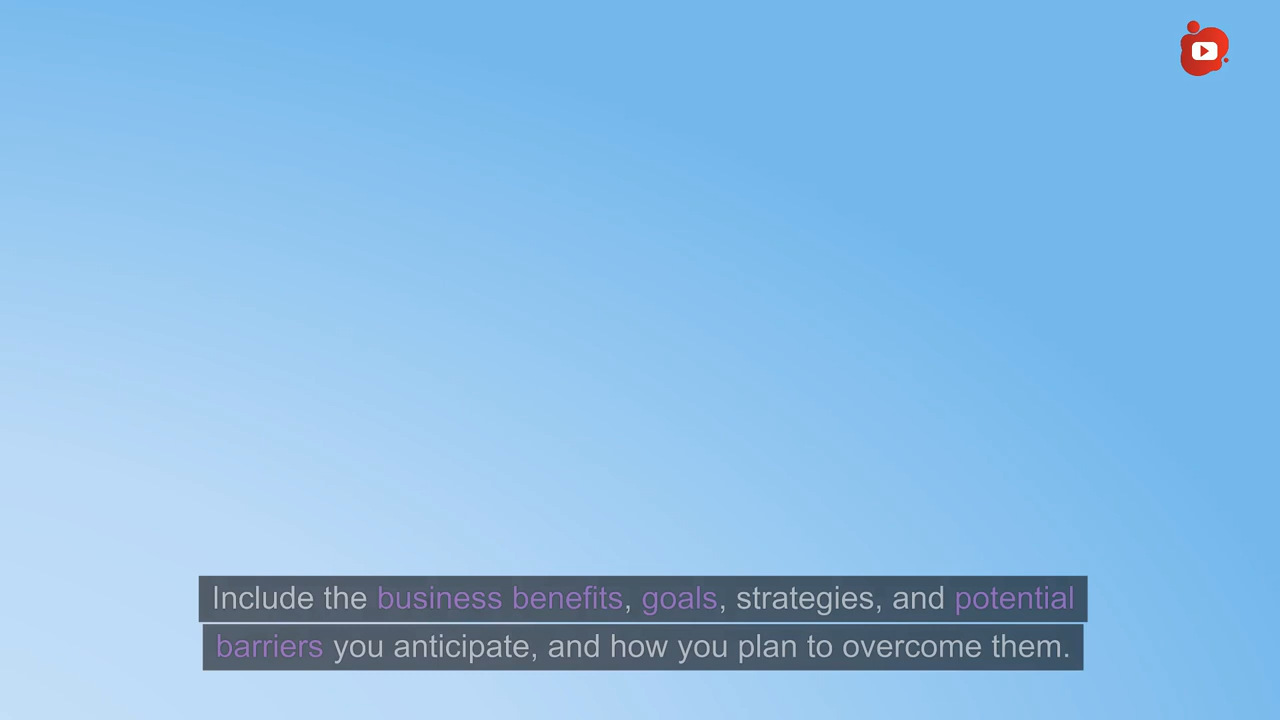 Include the business benefits, goals, strategies, and potential
barriers you anticipate, and how you plan to overcome them.